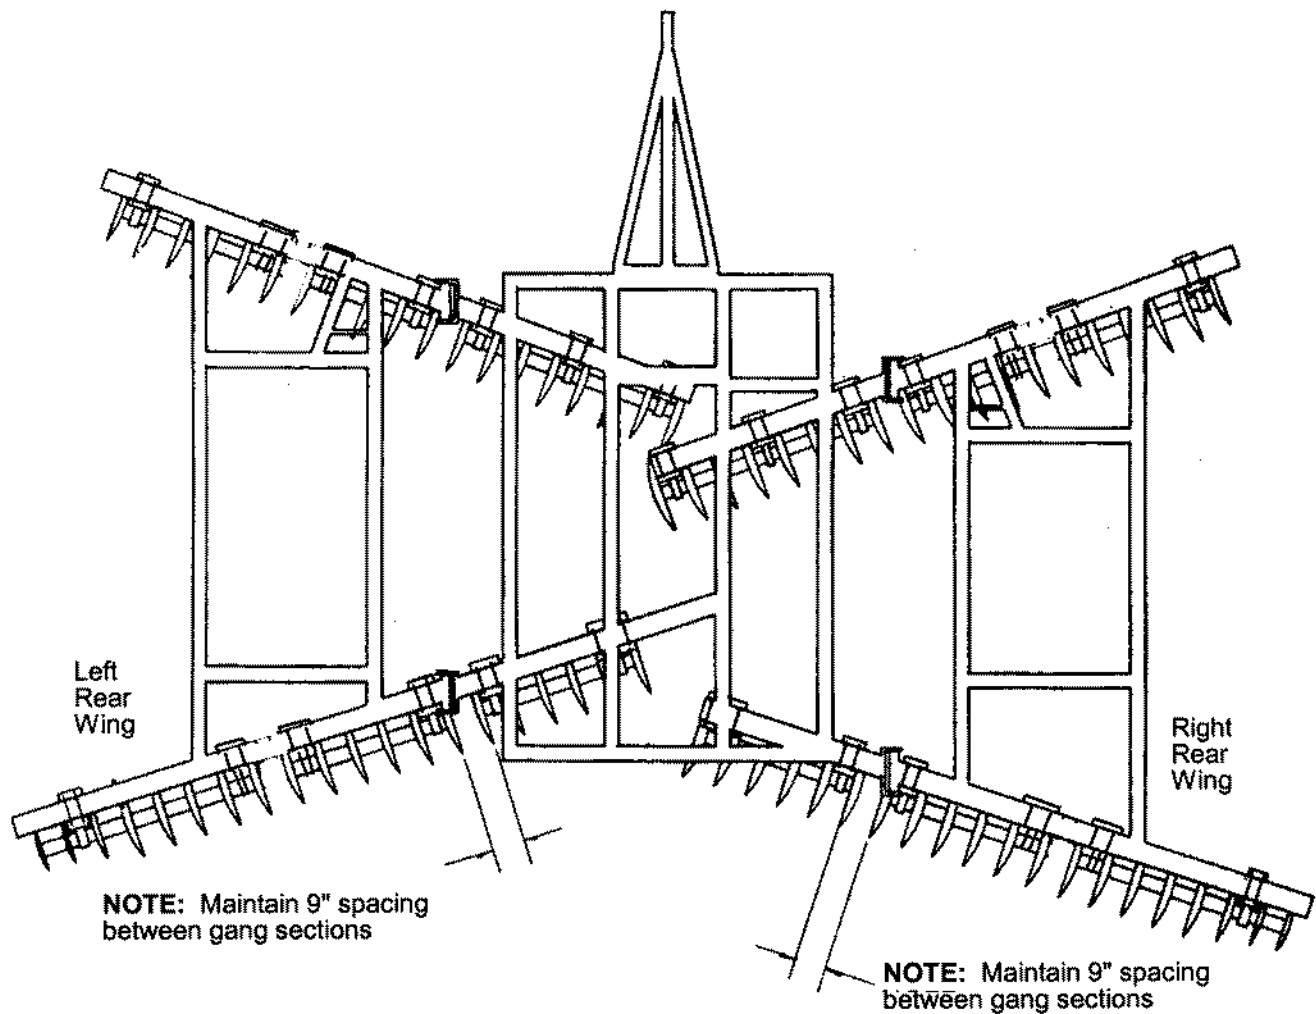 Left
Rear
Wing
Right
Rear
Wing
NOTE: Maintain 9" spacing
between gang sections
NOTE: Maintain 9" spacing
between gang sections